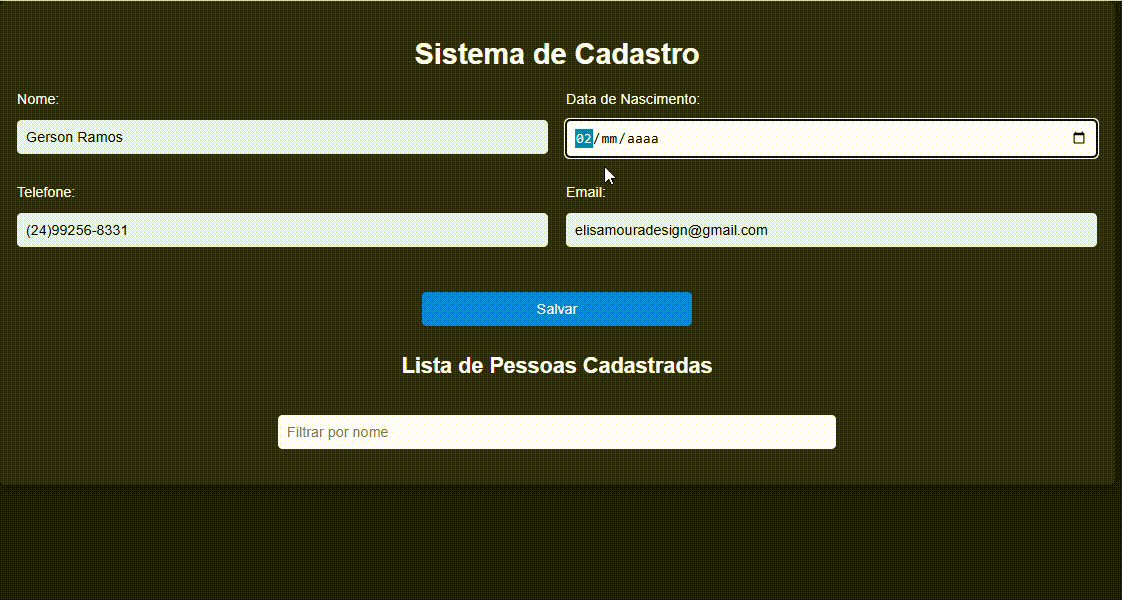 Sistema de Cadastro
Nome:
Data de Nascimento:
Gerson Ramos
02/mm/aaaa
Telefone:
Email:
(24)99256-8331
elisamouradesign@gmail.com
Salvar
Lista de Pessoas Cadastradas
Filtrar por nome